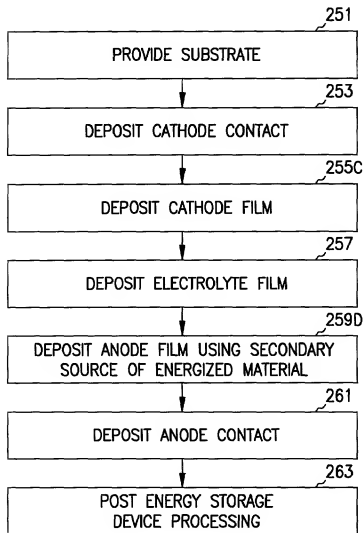 251
PROVIDE SUBSTRATE
253
DEPOSIT CATHODE CONTACT
255C
DEPOSIT CATHODE FILM
257
DEPOSIT ELECTROLYTE FILM
259D
DEPOSIT ANODE FILM USING SECONDARY
SOURCE OF ENERGIZED MATERIAL
261
DEPOSIT ANODE CONTACT
263
POST ENERGY STORAGE
DEVICE PROCESSING